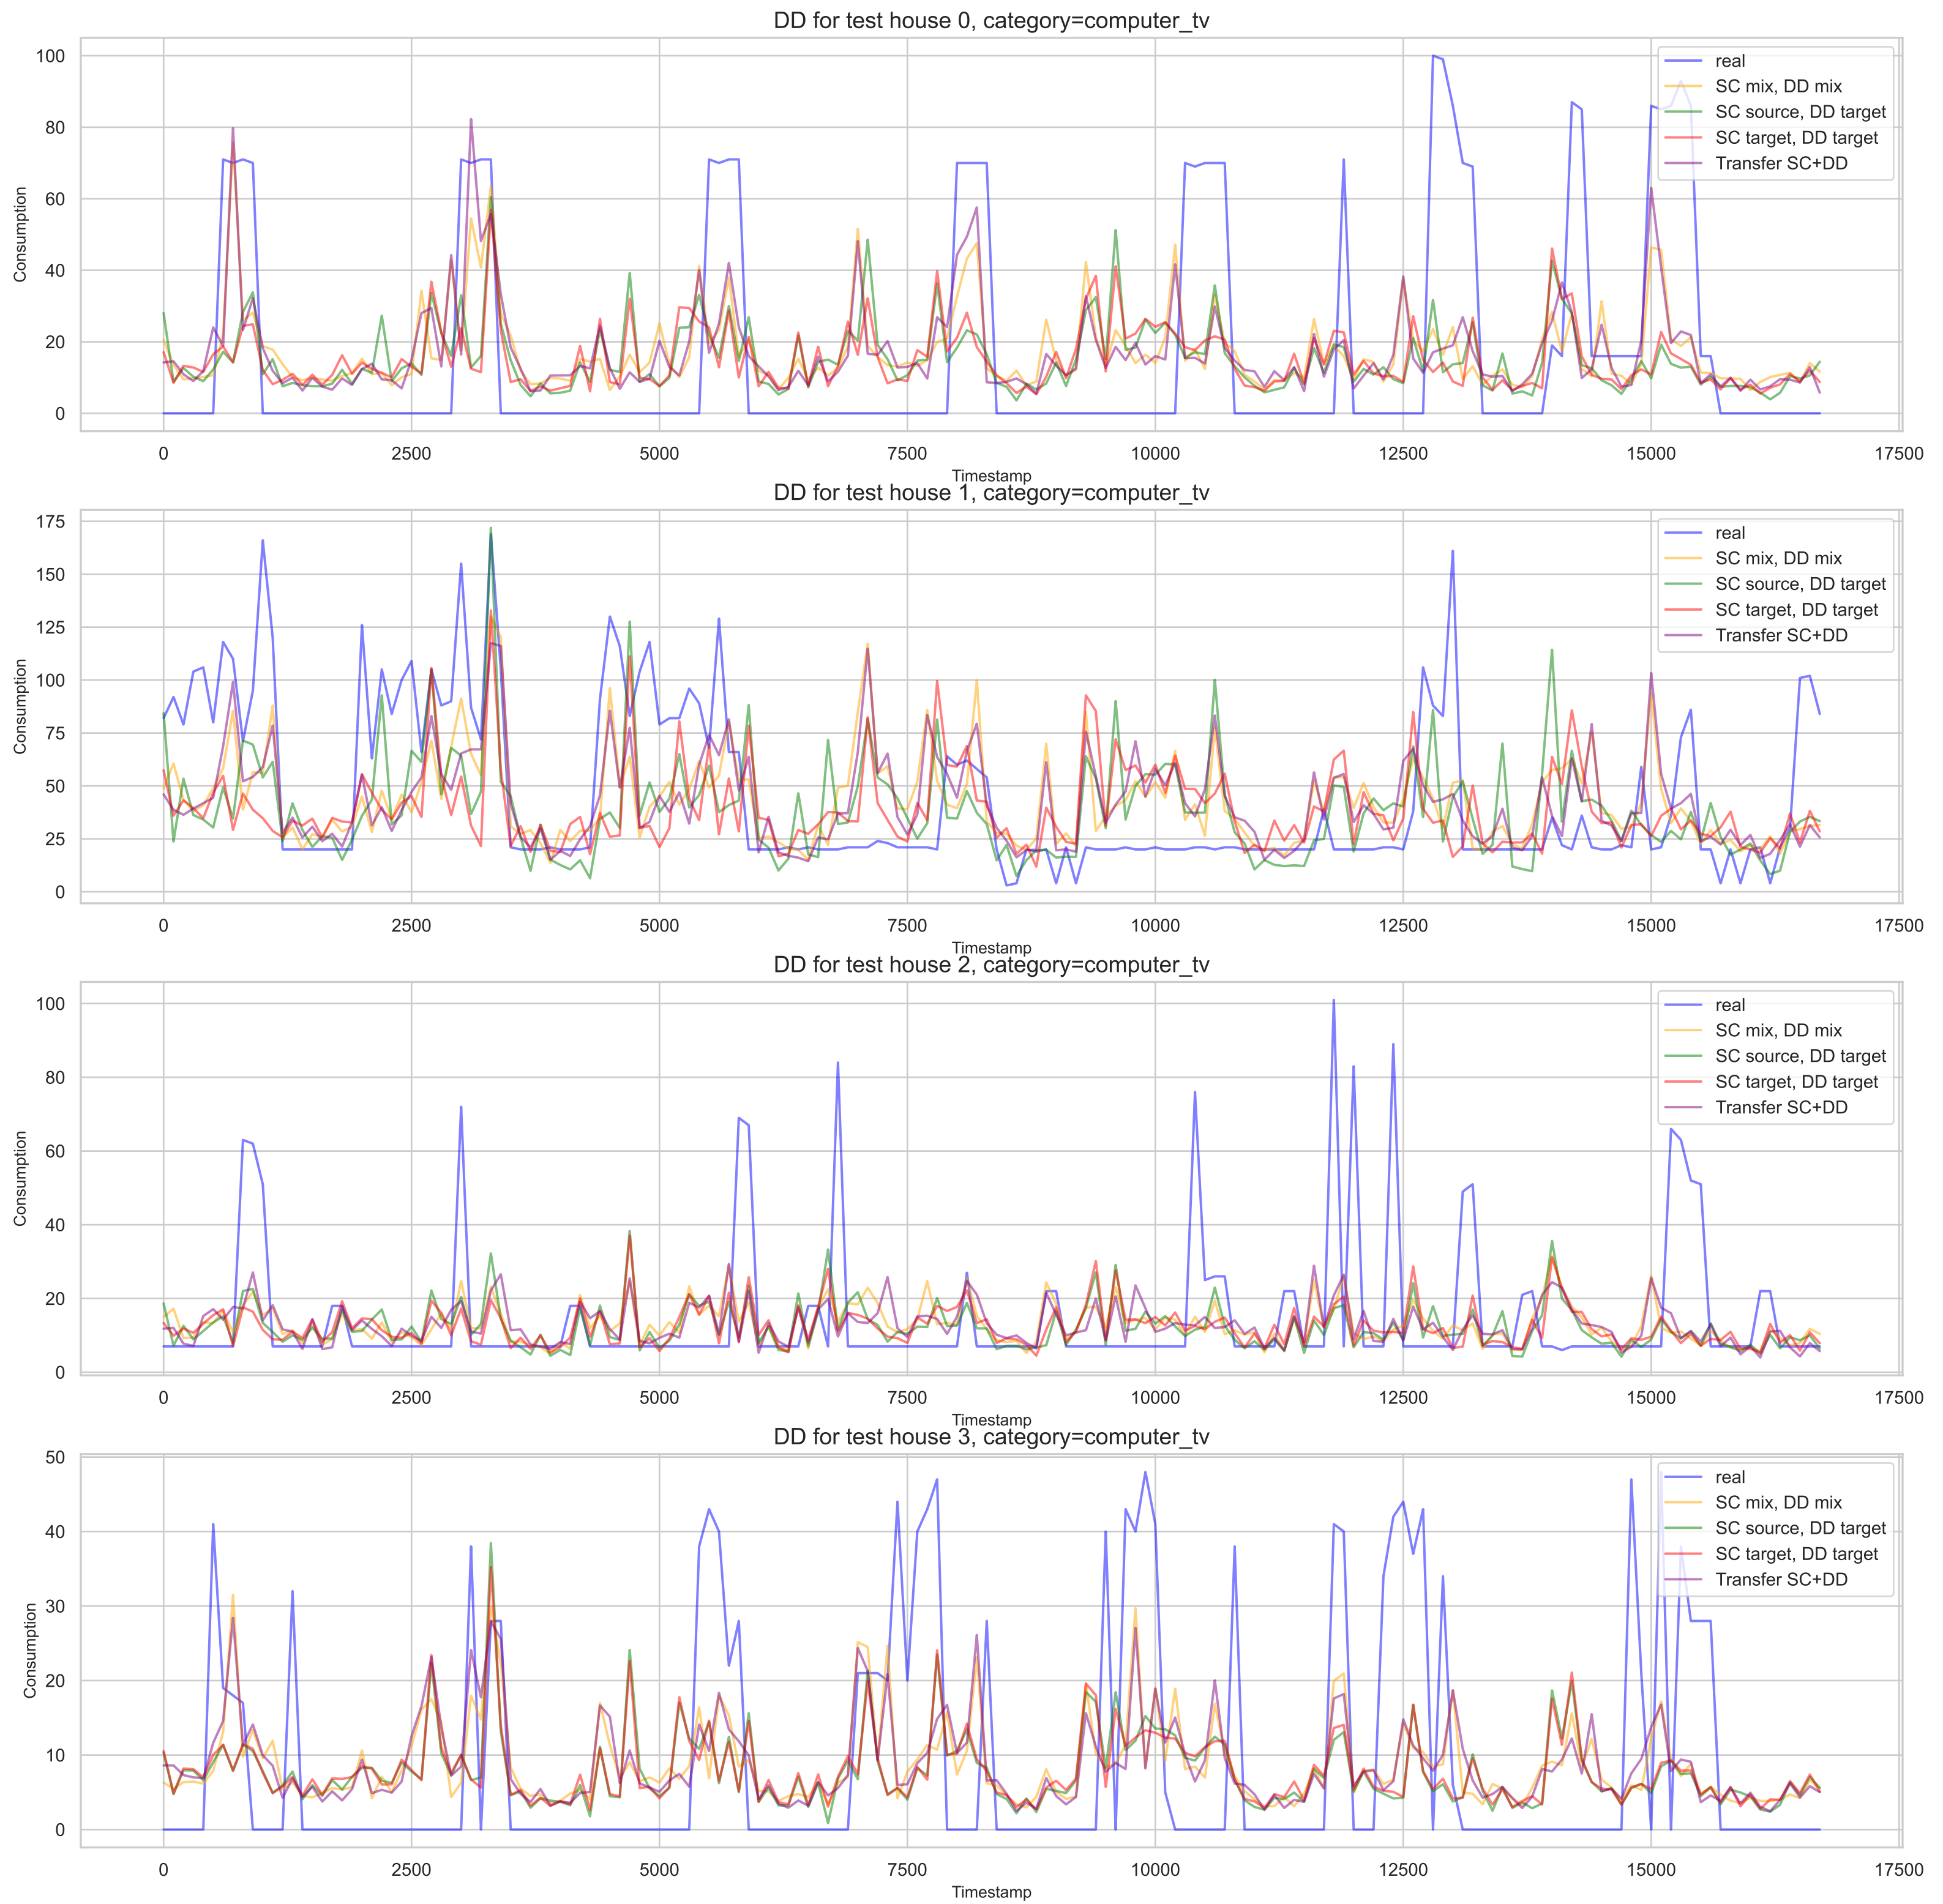 DD for test house 0, category=computer_tv
100
80
60
40
20
0
Consumption
real
SC mix, DD mix
SC source, DD target
SC target, DD target
Transfer SC+DD
0 2500 5000 7500 10000 12500 15000 17500
Timestamp
DD for test house 1, category=computer_tv
175
150
125
100
75
50
25
0
Consumption
real
SC mix, DD mix
SC source, DD target
SC target, DD target
Transfer SC+DD
0 2500 5000 7500 10000 12500 15000 17500
Timestamp
DD for test house 2, category=computer_tv
100
80
60
40
20
0
Consumption
real
SC mix, DD mix
SC source, DD target
SC target, DD target
Transfer SC+DD
0 2500 5000 7500 10000 12500 15000 17500
Timestamp
DD for test house 3, category=computer_tv
50
40
30
20
10
0
Consumption
real
SC mix, DD mix
SC source, DD target
SC target, DD target
Transfer SC+DD
0 2500 5000 7500 10000 12500 15000 17500
Timestamp